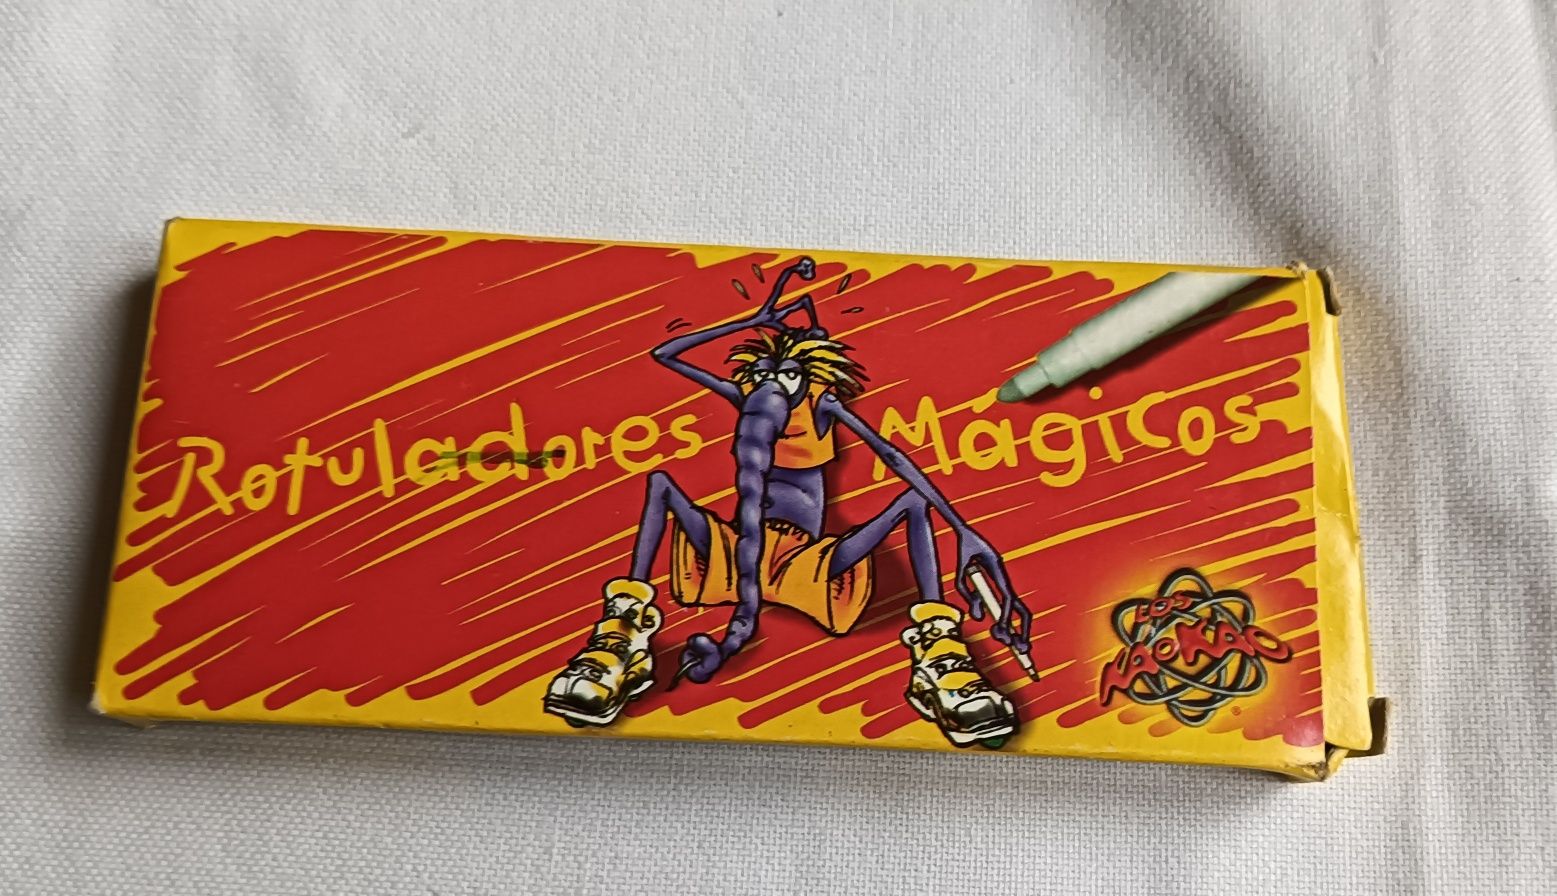 Rotuladores Mágicos
LOS
KAOKAO
®